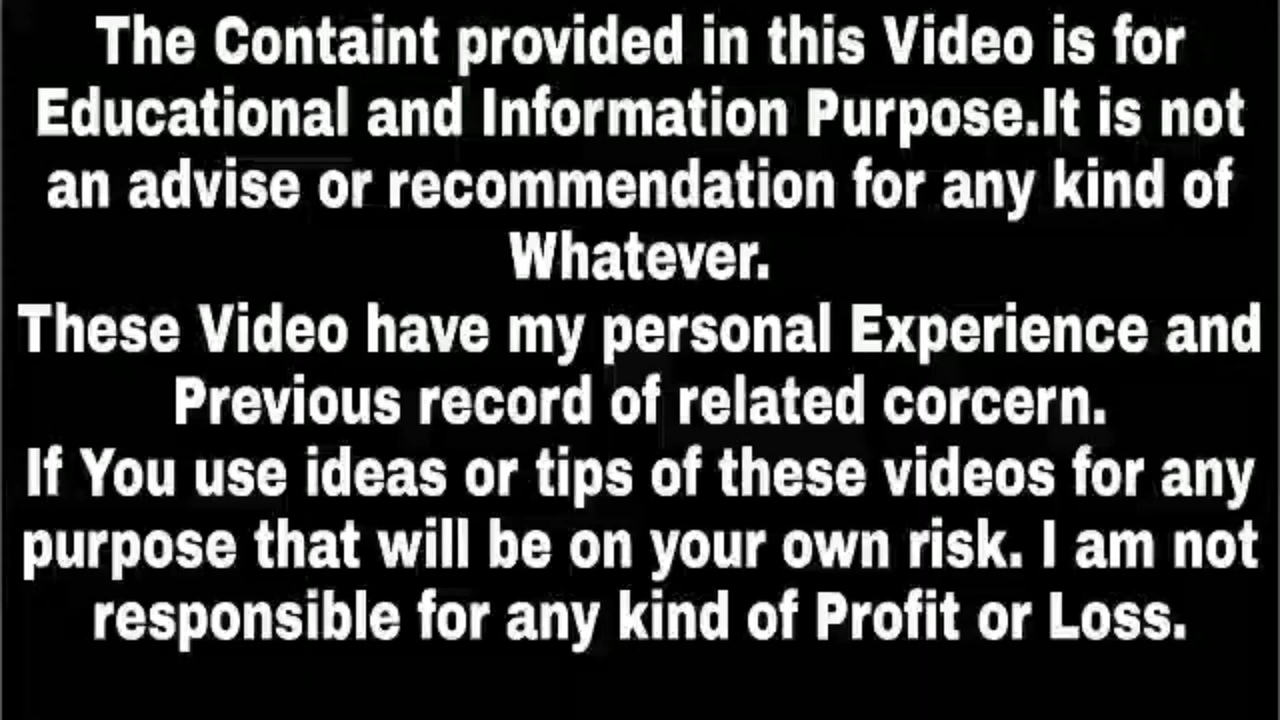 The Containt provided in this Video is for
Educational and Information Purpose.It is not
an advise or recommendation for any kind of
Whatever.
These Video have my personal Experience and
Previous record of related corcern.
If You use ideas or tips of these videos for any
purpose that will be on your own risk. I am not
responsible for any kind of Profit or Loss.